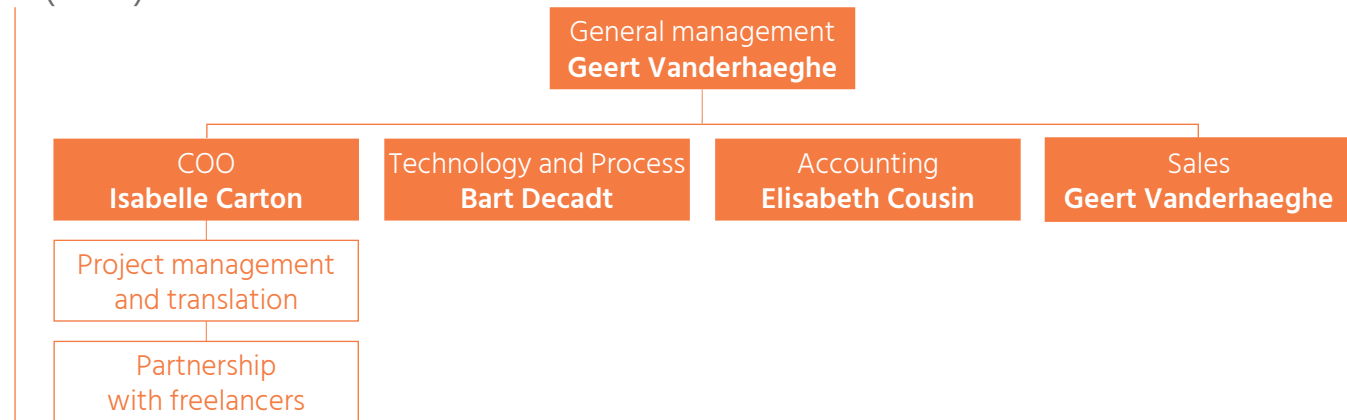 General management
Geert Vanderhaeghe
COO
Isabelle Carton
Technology and Process
Bart Decadt
Accounting
Elisabeth Cousin
Sales
Geert Vanderhaeghe
Project management
and translation
Partnership
with freelancers